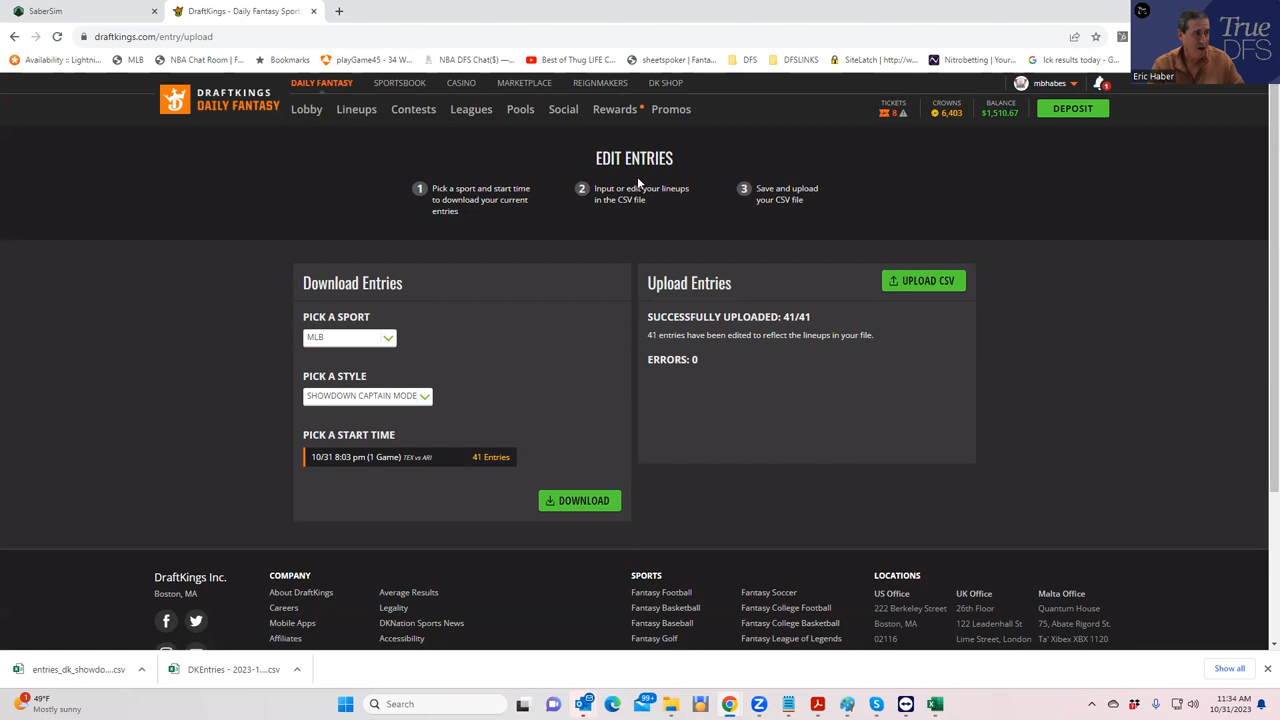 SaberSim
DraftKings - Daily Fantasy Sport
draftkings.com/entry/upload
Availability :: Lightni...
MLB
NBA Chat Room | F...
Bookmarks
playGame45 - 34 W...
NBA DFS Chat($) —...
Best of Thug LIFE C...
sheetspoker | Fanta...
DFS
DFSLINKS
SiteLatch | http://w...
Nitrobetting | Your...
Ick results today - G...
True
DFS
Eric Haber
DRAFTKINGS
DAILY FANTASY
DAILY FANTASY
SPORTSBOOK
CASINO
MARKETPLACE
REIGNMAKERS
DK SHOP
mbhabes
1
Lobby
Lineups
Contests
Leagues
Pools
Social
Rewards
Promos
TICKETS
8
CROWNS
6,403
BALANCE
$1,510.67
DEPOSIT
EDIT ENTRIES
1
Pick a sport and start time
to download your current
entries
2
Input or edit your lineups
in the CSV file
3
Save and upload
your CSV file
Download Entries
PICK A SPORT
MLB
PICK A STYLE
SHOWDOWN CAPTAIN MODE
PICK A START TIME
10/31 8:03 pm (1 Game) TEX vs ARI 41 Entries
DOWNLOAD
Upload Entries
UPLOAD CSV
SUCCESSFULLY UPLOADED: 41/41
41 entries have been edited to reflect the lineups in your file.
ERRORS: 0
DraftKings Inc.
Boston, MA
COMPANY
About DraftKings
Careers
Mobile Apps
Affiliates
Average Results
Legality
DKNation Sports News
Accessibility
SPORTS
Fantasy Football
Fantasy Basketball
Fantasy Baseball
Fantasy Golf
Fantasy Soccer
Fantasy College Football
Fantasy College Basketball
Fantasy League of Legends
LOCATIONS
US Office
222 Berkeley Street
Boston, MA
02116
UK Office
26th Floor
122 Leadenhall St
Lime Street, London
Malta Office
Quantum House
75, Abate Rigord St.
Ta' Xibex XBX 1120
entries_dk_showdo....csv
DKEntries - 2023-1....csv
Show all
1
49°F
Mostly sunny
Search
99+
11:34 AM
10/31/2023